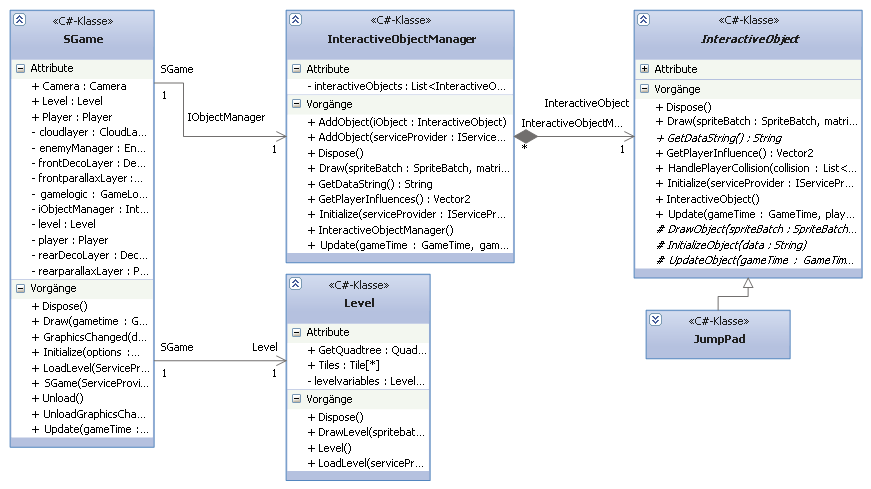 «C#-Klasse»
SGame
Attribute
+ Camera : Camera
+ Level : Level
+ Player : Player
- cloudlayer : CloudLa...
- enemyManager : En...
- frontDecoLayer : De...
- frontparallaxLayer :...
- gamelogic : GameLo...
- iObjectManager : Int...
- level : Level
- player : Player
- rearDecoLayer : Dec...
- rearparallaxLayer : P...
Vorgänge
+ Dispose()
+ Draw(gametime : G...
+ GraphicsChanged(d...
+ Initialize(options :...
+ LoadLevel(ServicePr...
+ SGame(ServiceProvi...
+ Unload()
+ UnloadGraphicsCha...
+ Update(gameTime :...
SGame
1
IObjectManager
1
SGame
1
Level
1
«C#-Klasse»
InteractiveObjectManager
Attribute
- interactiveObjects : List<InteractiveO...
Vorgänge
+ AddObject(iObject : InteractiveObject)
+ AddObject(serviceProvider : IService...
+ Dispose()
+ Draw(spriteBatch : SpriteBatch, matri...
+ GetDataString() : String
+ GetPlayerInfluences() : Vector2
+ Initialize(serviceProvider : IServicePr...
+ InteractiveObjectManager()
+ Update(gameTime : GameTime, gam...
«C#-Klasse»
Level
Attribute
+ GetQuadtree : Quad...
+ Tiles : Tile[*]
- levelvariables : Level...
Vorgänge
+ Dispose()
+ DrawLevel(spritebat...
+ Level()
+ LoadLevel(servicePr...
InteractiveObject
InteractiveObjectM...
*
1
«C#-Klasse»
InteractiveObject
Attribute
Vorgänge
+ Dispose()
+ Draw(spriteBatch : SpriteBatch, matri...
+ GetDataString() : String
+ GetPlayerInfluence() : Vector2
+ HandlePlayerCollision(collision : List<...
+ Initialize(serviceProvider : IServicePr...
+ InteractiveObject()
+ Update(gameTime : GameTime, play...
# DrawObject(spriteBatch : SpriteBatch...
# InitializeObject(data : String)
# UpdateObject(gameTime : GameTim...
«C#-Klasse»
JumpPad